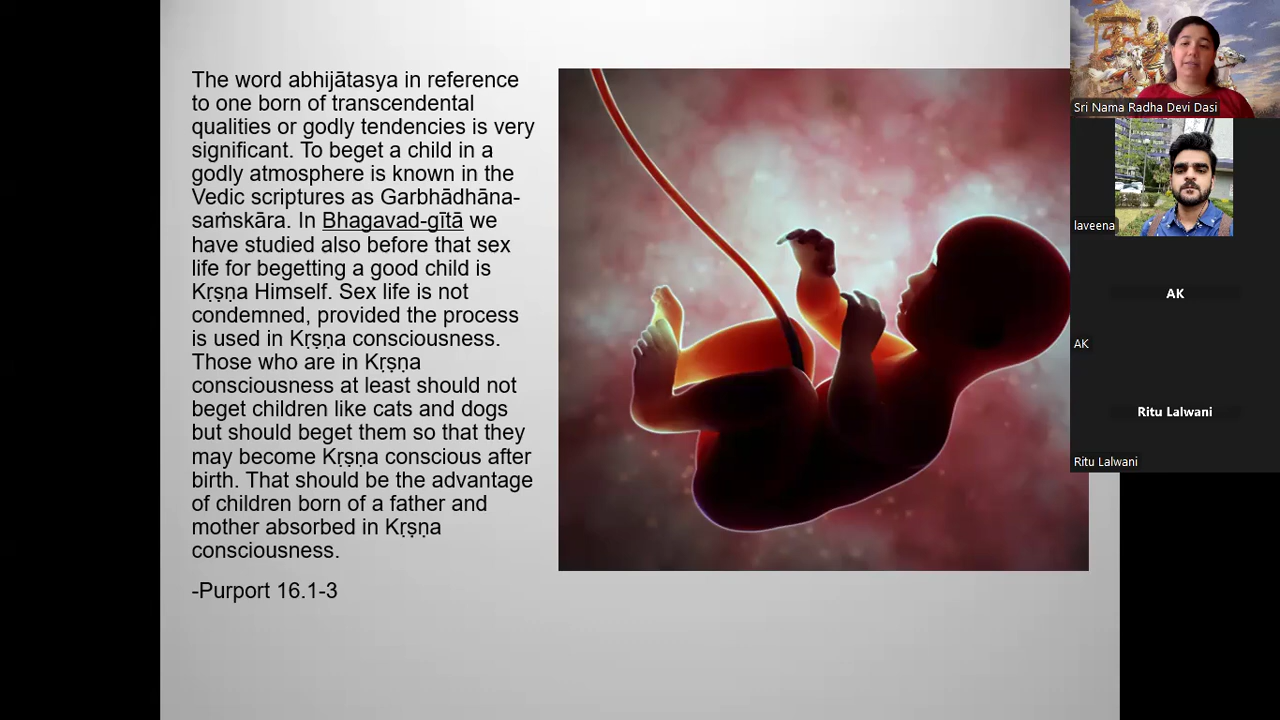 The word abhijātasya in reference
to one born of transcendental
qualities or godly tendencies is very
significant. To beget a child in a
godly atmosphere is known in the
Vedic scriptures as Garbhādhāna-
saṁskāra. In Bhagavad-gītā we
have studied also before that sex
life for begetting a good child is
Kṛṣṇa Himself. Sex life is not
condemned, provided the process
is used in Kṛṣṇa consciousness.
Those who are in Kṛṣṇa
consciousness at least should not
beget children like cats and dogs
but should beget them so that they
may become Kṛṣṇa conscious after
birth. That should be the advantage
of children born of a father and
mother absorbed in Kṛṣṇa
consciousness.
-Purport 16.1-3
Sri Nama Radha Devi Dasi
laveena
AK
AK
Ritu Lalwani
Ritu Lalwani